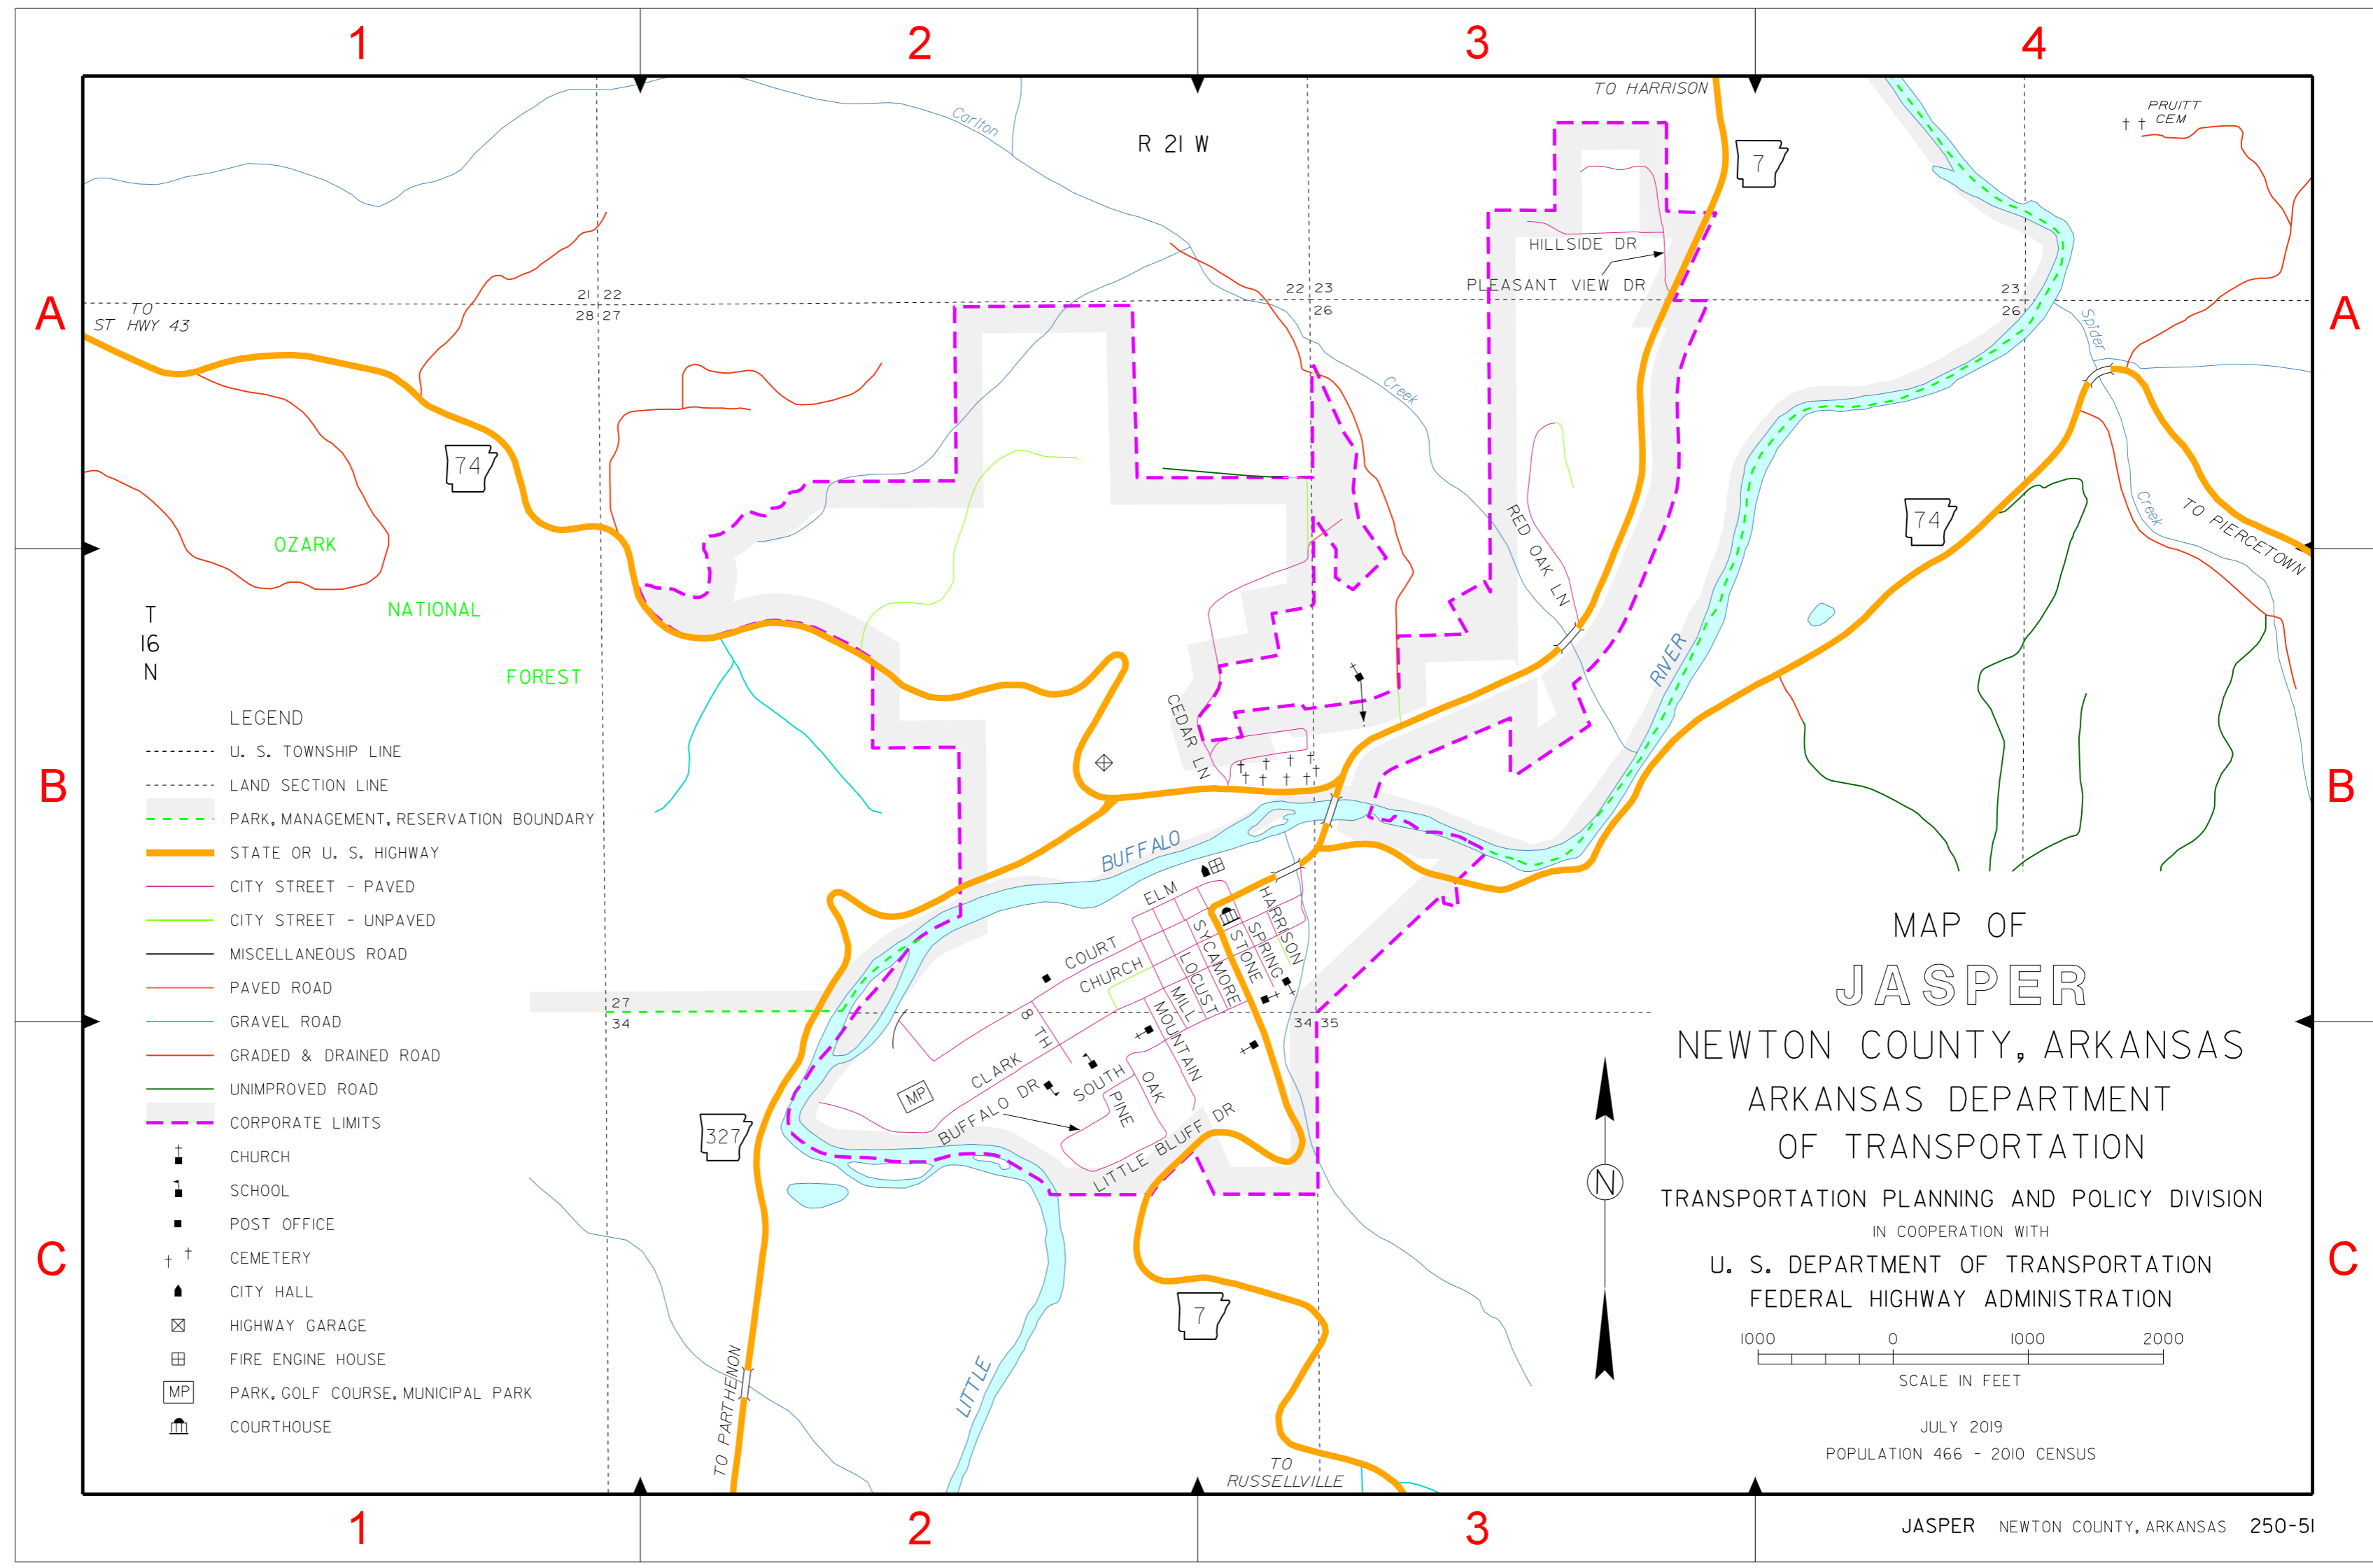 1 2 3 4
A A
B B
C C
1 2 3
TO HARRISON
7
PRUITT
CEM
Carlton
R 21 W
HILLSIDE DR
PLEASANT VIEW DR
21 22
28 27
22 23
26
23
26
TO
ST HWY 43
Spider
Creek
Creek
74
74
TO PIERCETOWN
OZARK
NATIONAL
FOREST
RED OAK LN
T
16
N
RIVER
CEDAR LN
LEGEND
U. S. TOWNSHIP LINE
LAND SECTION LINE
PARK, MANAGEMENT, RESERVATION BOUNDARY
STATE OR U. S. HIGHWAY
CITY STREET - PAVED
CITY STREET - UNPAVED
MISCELLANEOUS ROAD
PAVED ROAD
GRAVEL ROAD
GRADED & DRAINED ROAD
UNIMPROVED ROAD
CORPORATE LIMITS
CHURCH
SCHOOL
POST OFFICE
CEMETERY
CITY HALL
HIGHWAY GARAGE
FIRE ENGINE HOUSE
MP PARK, GOLF COURSE, MUNICIPAL PARK
COURTHOUSE
BUFFALO
ELM
HARRISON
SPRING
STONE
SYCAMORE
LOCUST
MILL
MOUNTAIN
COURT
CHURCH
27
34
34 35
8 TH
CLARK
MP
BUFFALO DR
SOUTH
OAK
PINE
LITTLE BLUFF DR
327
7
TO PARTHENON
LITTLE
TO
RUSSELLVILLE
MAP OF
JASPER
NEWTON COUNTY, ARKANSAS
ARKANSAS DEPARTMENT
OF TRANSPORTATION
TRANSPORTATION PLANNING AND POLICY DIVISION
IN COOPERATION WITH
U. S. DEPARTMENT OF TRANSPORTATION
FEDERAL HIGHWAY ADMINISTRATION
N
1000 0 1000 2000
SCALE IN FEET
JULY 2019
POPULATION 466 - 2010 CENSUS
JASPER NEWTON COUNTY, ARKANSAS 250-51